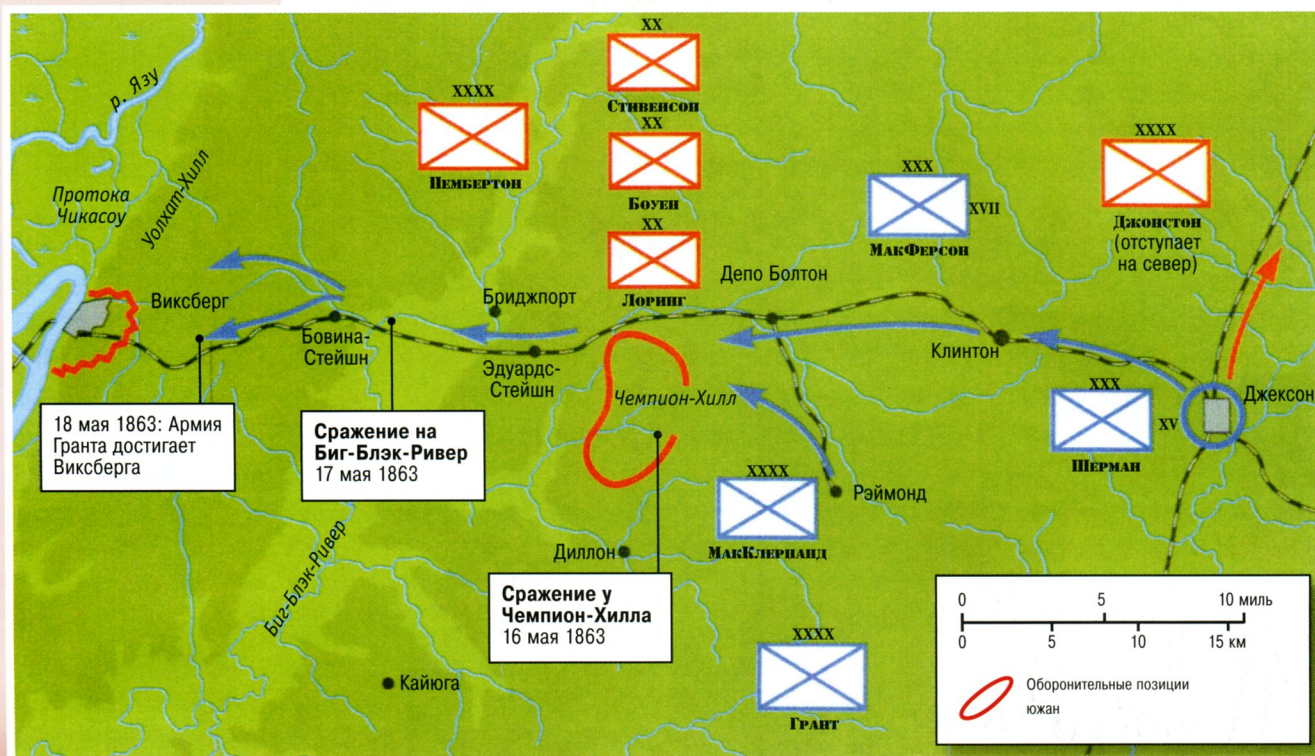 р. Язу
Протока
Чикасоу
Уолхат-Хилл
XXXX
Пембертон
XX
Стивенсон
XX
Боуен
XX
Лоринг
XXX
XVII
МакФерсон
XXXX
Джонстон
(отступает
на север)
Виксберг
Бовина-
Стейшн
Бриджпорт
Эдуардс-
Стейшн
Депо Болтон
Чемпион-Хилл
Клинтон
Джексон
XXX
XV
Шерман
18 мая 1863: Армия
Гранта достигает
Виксберга
Сражение на
Биг-Блэк-Ривер
17 мая 1863
Биг-Блэк-Ривер
Рэймонд
XXXX
МакКлернанд
Диллон
Сражение у
Чемпион-Хилла
16 мая 1863
Кайюга
XXXX
Грант
0 5 10 миль
0 5 10 15 км
Оборонительные позиции
южан